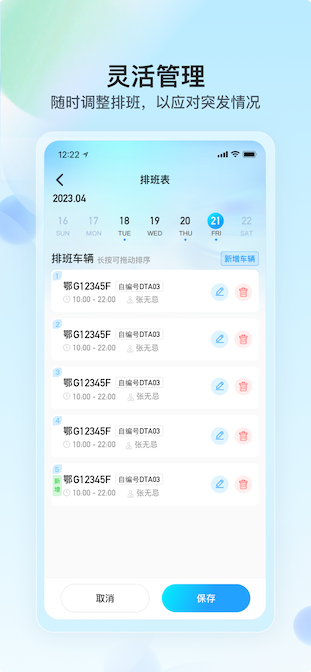 灵活管理
随时调整排班，以应对突发情况
12:22
排班表
2023.04
16 17 18 19 20 21 22
SUN MON TUE WED THU FRI SAT
排班车辆 长按可拖动排序 新增车辆
1
鄂G12345F 自编号DTA03
10.00 - 22.00 张无忌
2
鄂G12345F 自编号DTA03
10.00 - 22.00 张无忌
3
鄂G12345F 自编号DTA03
10.00 - 22.00 张无忌
4
鄂G12345F 自编号DTA03
10.00 - 22.00 张无忌
5
新增
鄂G12345F 自编号DTA03
10.00 - 22.00 张无忌
取消 保存